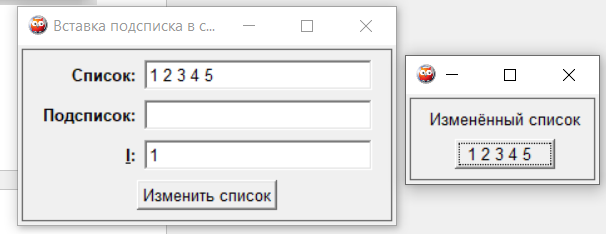 Вставка подсписка в с...
Список: 1 2 3 4 5
Подсписок:
I: 1
Изменить список
Изменённый список
1 2 3 4 5